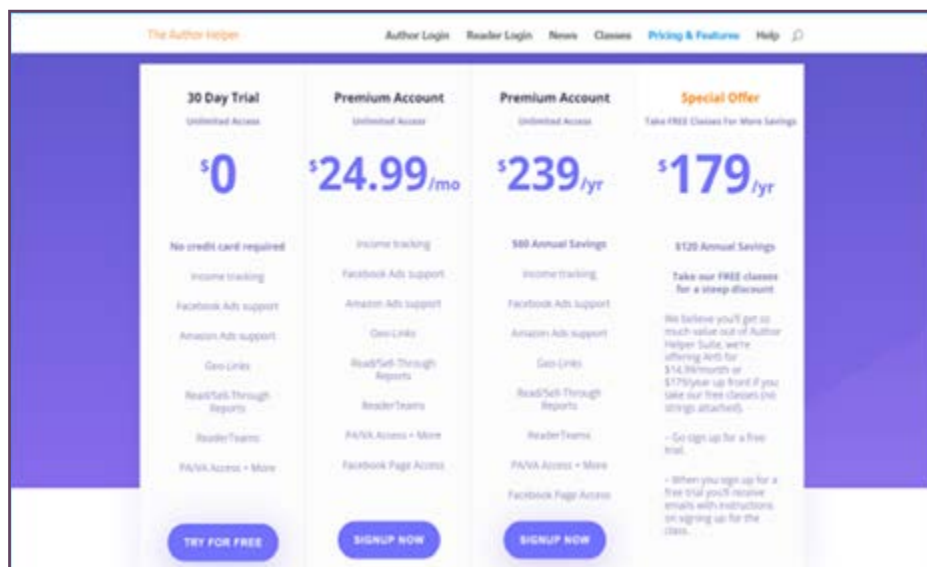 The Author Helper
Author Login Reader Login News Classes Pricing & Features Help
30 Day Trial
Unlimited Access
$0
No credit card required
Income tracking
Facebook Ads support
Amazon Ads support
Geo-Links
Read/Sell-Through
Reports
ReaderTeams
PA/VA Access + More
TRY FOR FREE
Premium Account
Unlimited Access
$24.99/mo
Income tracking
Facebook Ads support
Amazon Ads support
Geo-Links
Read/Sell-Through
Reports
ReaderTeams
PA/VA Access + More
Facebook Page Access
SIGNUP NOW
Premium Account
Unlimited Access
$239/yr
$60 Annual Savings
Income tracking
Facebook Ads support
Amazon Ads support
Geo-Links
Read/Sell-Through
Reports
ReaderTeams
PA/VA Access + More
Facebook Page Access
SIGNUP NOW
Special Offer
Take FREE Classes For More Savings
$179/yr
$120 Annual Savings
Take our FREE classes
for a steep discount
We believe you'll get so
much value out of Author
Helper Suite, we're
offering AHS for
$14.99/month or
$179/year up front if you
take our free classes (no
strings attached).
– Go sign up for a free
trial.
– When you sign up for a
free trial you'll receive
emails with instructions
on signing up for the
class.